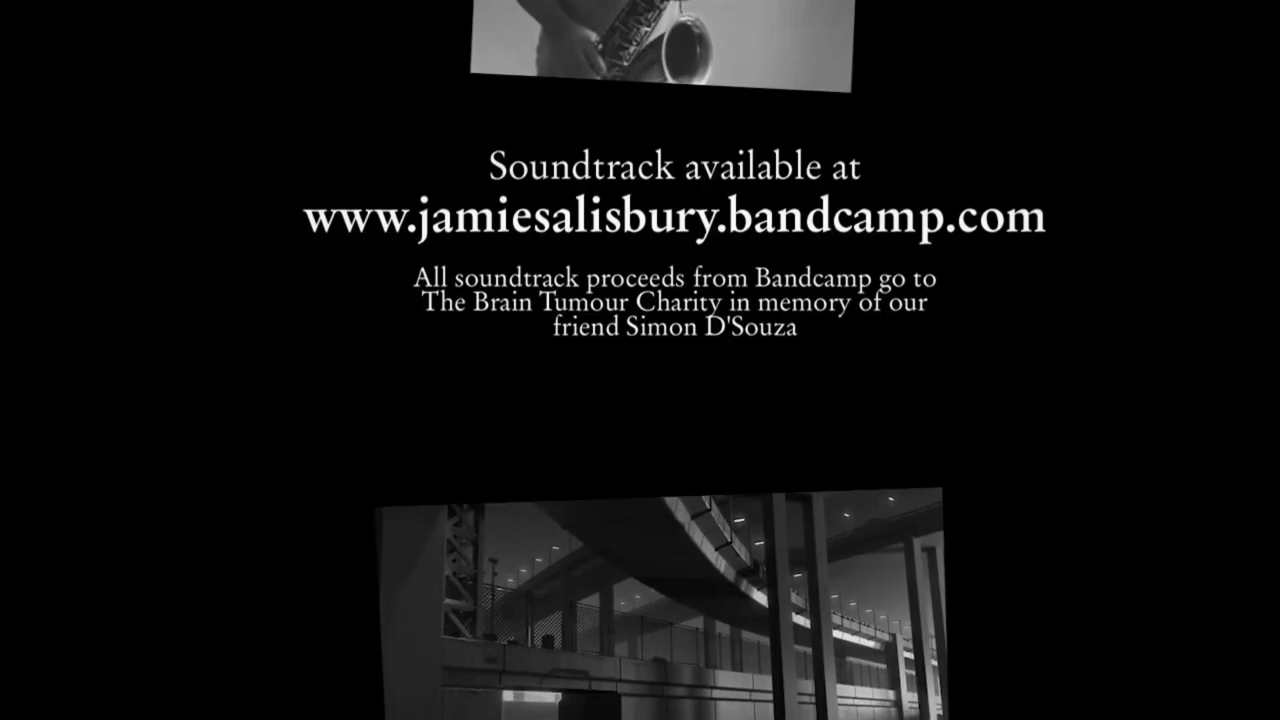 Soundtrack available at
www.jamiesalisbury.bandcamp.com
All soundtrack proceeds from Bandcamp go to
The Brain Tumour Charity in memory of our
friend Simon D'Souza